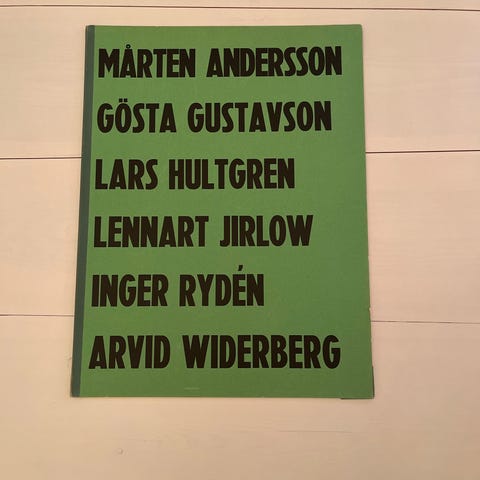 MÅRTEN ANDERSSON
GÖSTA GUSTAVSON
LARS HULTGREN
LENNART JIRLOW
INGER RYDÉN
ARVID WIDERBERG